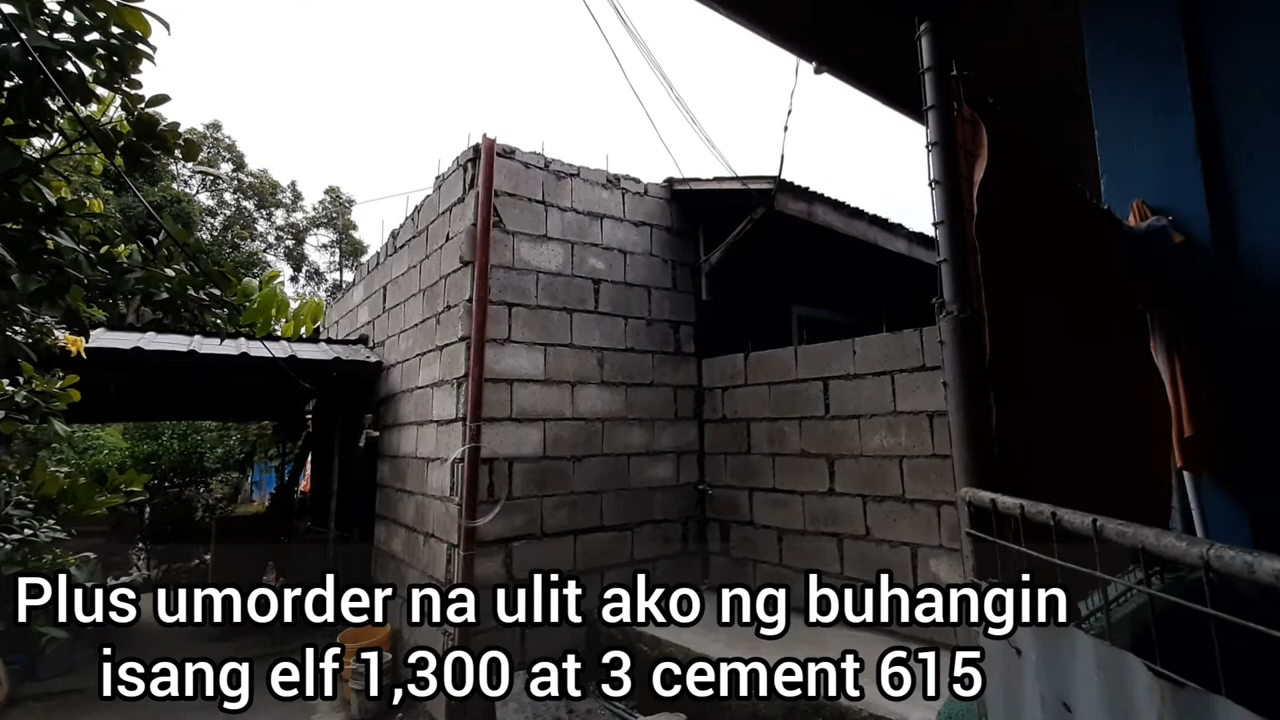 Plus umorder na ulit ako ng buhangin
isang elf 1,300 at 3 cement 615